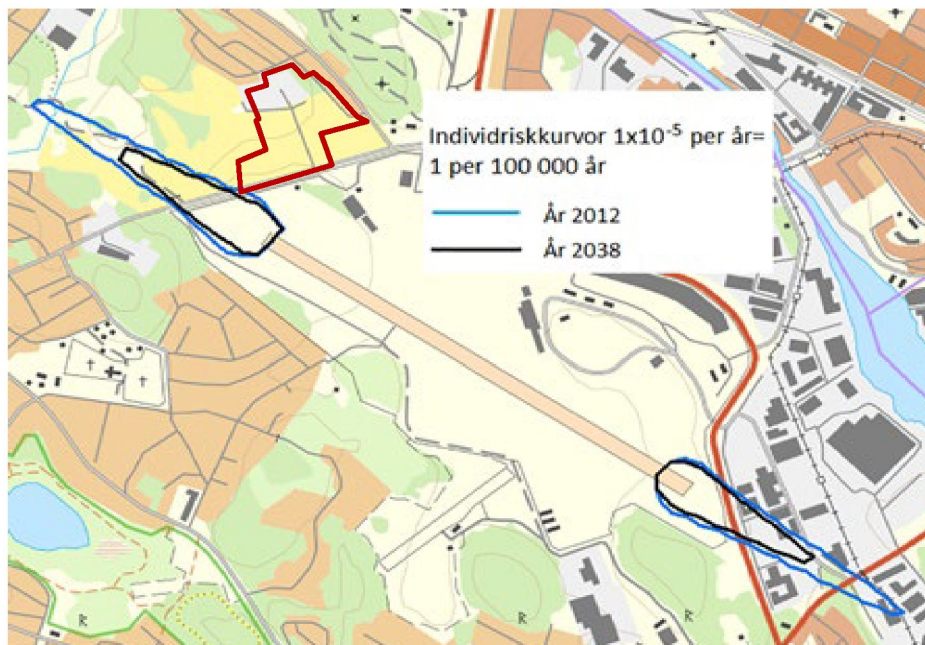 Individriskkurvor 1x10⁻⁵ per år=
1 per 100 000 år
År 2012
År 2038